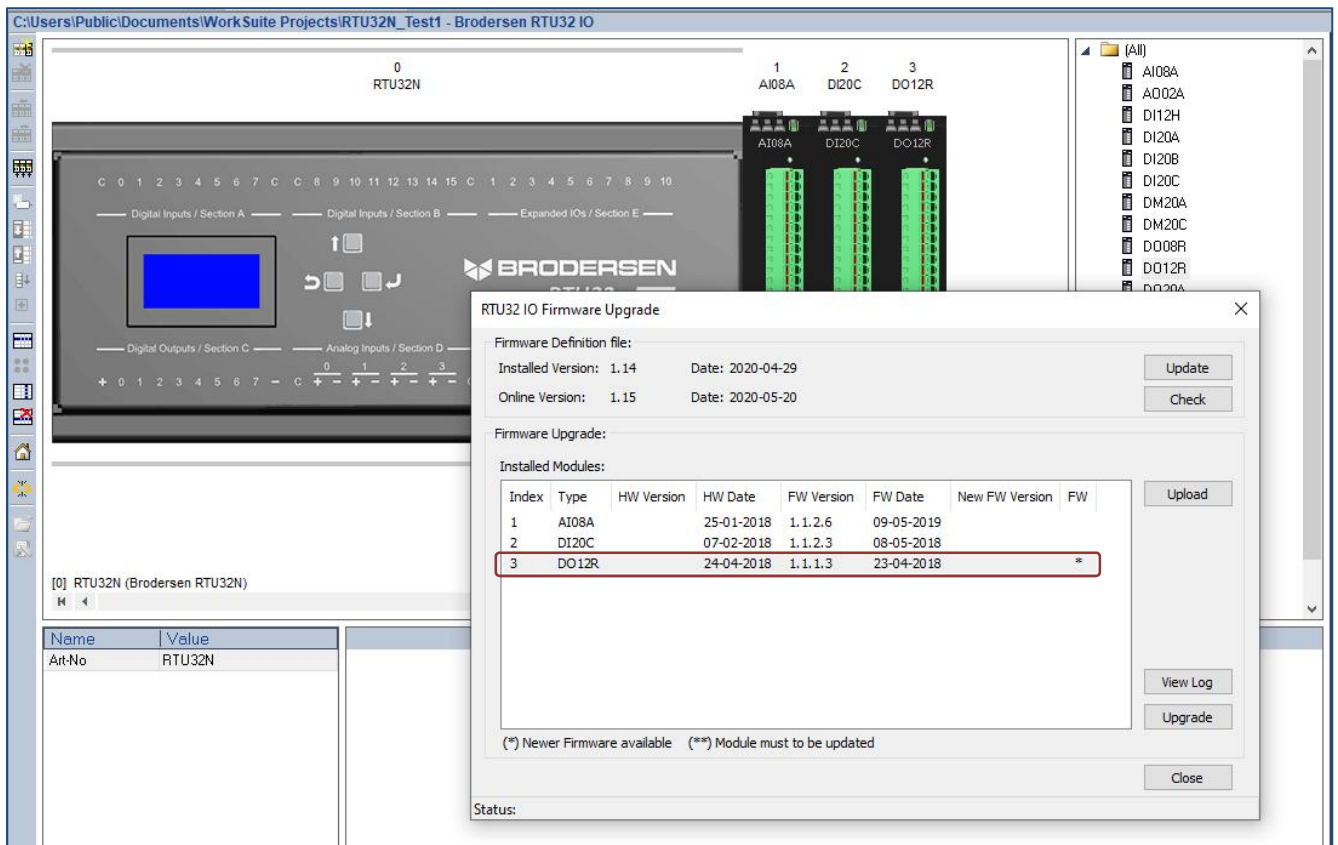 C:\Users\Public\Documents\WorkSuite Projects\RTU32N_Test1 - Brodersen RTU32 IO
0 1 2 3
RTU32N AI08A DI20C DO12R
AI08A DI20C DO12R
C 0 1 2 3 4 5 6 7 C C 8 9 10 11 12 13 14 15 C 1 2 3 4 5 6 7 8 9 10
Digital Inputs / Section A Digital Inputs / Section B Expanded IOs / Section E
BRODERSEN
Digital Outputs / Section C Analog Inputs / Section D
0 1 2 3
+ 0 1 2 3 4 5 6 7 - C + - + - + - + -
(All)
AI08A
AO02A
DI12H
DI20A
DI20B
DI20C
DM20A
DM20C
DO08R
DO12R
RTU32 IO Firmware Upgrade
Firmware Definition file:
Installed Version: 1.14 Date: 2020-04-29 Update
Online Version: 1.15 Date: 2020-05-20 Check
Firmware Upgrade:
Installed Modules:
Index Type HW Version HW Date FW Version FW Date New FW Version FW Upload
1 AI08A 25-01-2018 1.1.2.6 09-05-2019
2 DI20C 07-02-2018 1.1.2.3 08-05-2018
3 DO12R 24-04-2018 1.1.1.3 23-04-2018 *
View Log
Upgrade
(*) Newer Firmware available (**) Module must to be updated
Close
Status:
[0] RTU32N (Brodersen RTU32N)
Name Value
Art-No RTU32N